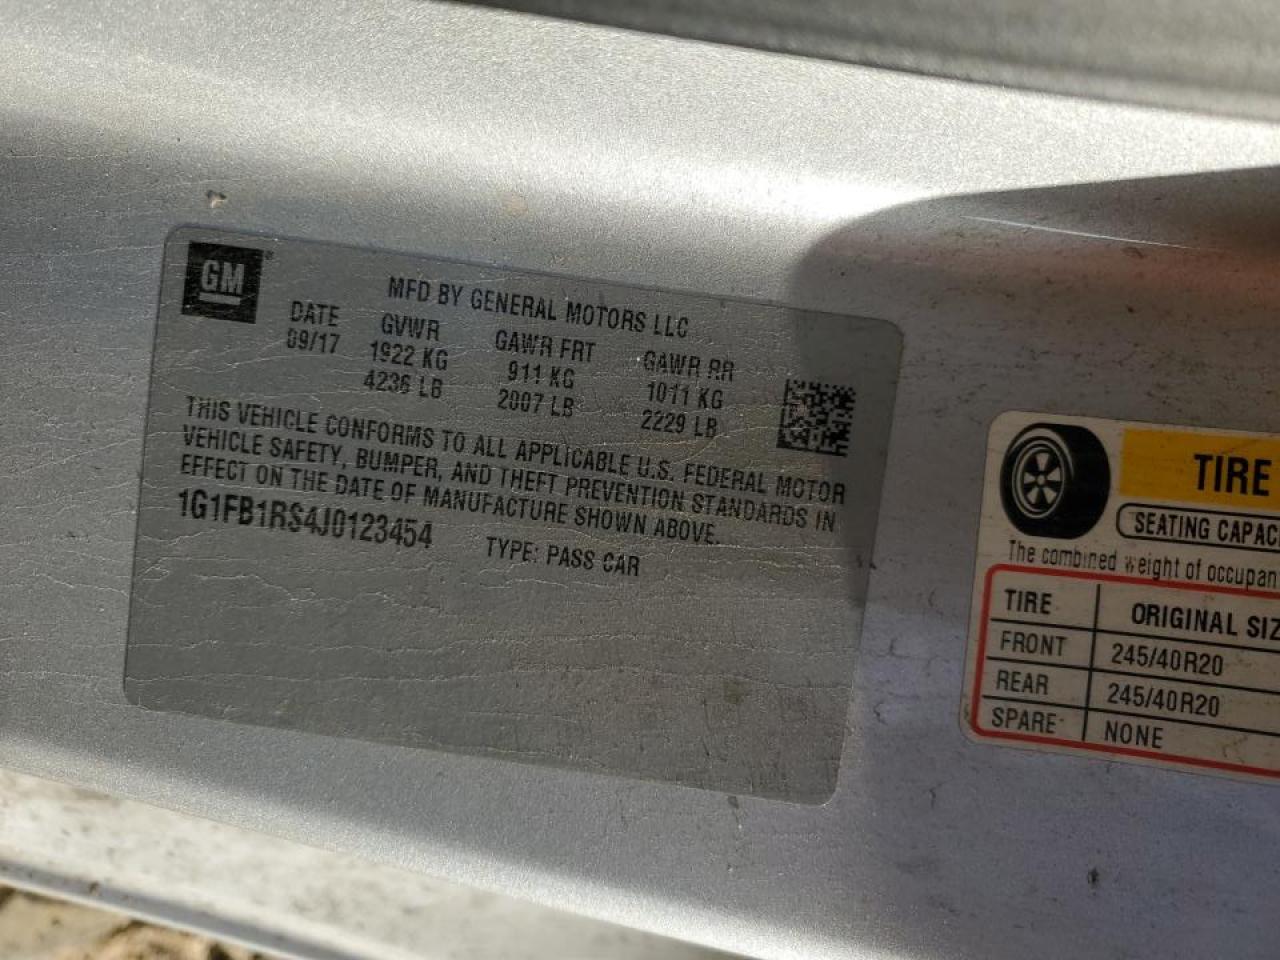 GM
MFD BY GENERAL MOTORS LLC
DATE GVWR GAWR FRT GAWR RR
09/17 1922 KG 911 KG 1011 KG
4236 LB 2007 LB 2229 LB
THIS VEHICLE CONFORMS TO ALL APPLICABLE U.S. FEDERAL MOTOR
VEHICLE SAFETY, BUMPER, AND THEFT PREVENTION STANDARDS IN
EFFECT ON THE DATE OF MANUFACTURE SHOWN ABOVE.
1G1FB1RS4J0123454 TYPE: PASS CAR
TIRE
SEATING CAPAC
The combined weight of occupan
TIRE ORIGINAL SIZ
FRONT 245/40R20
REAR 245/40R20
SPARE NONE